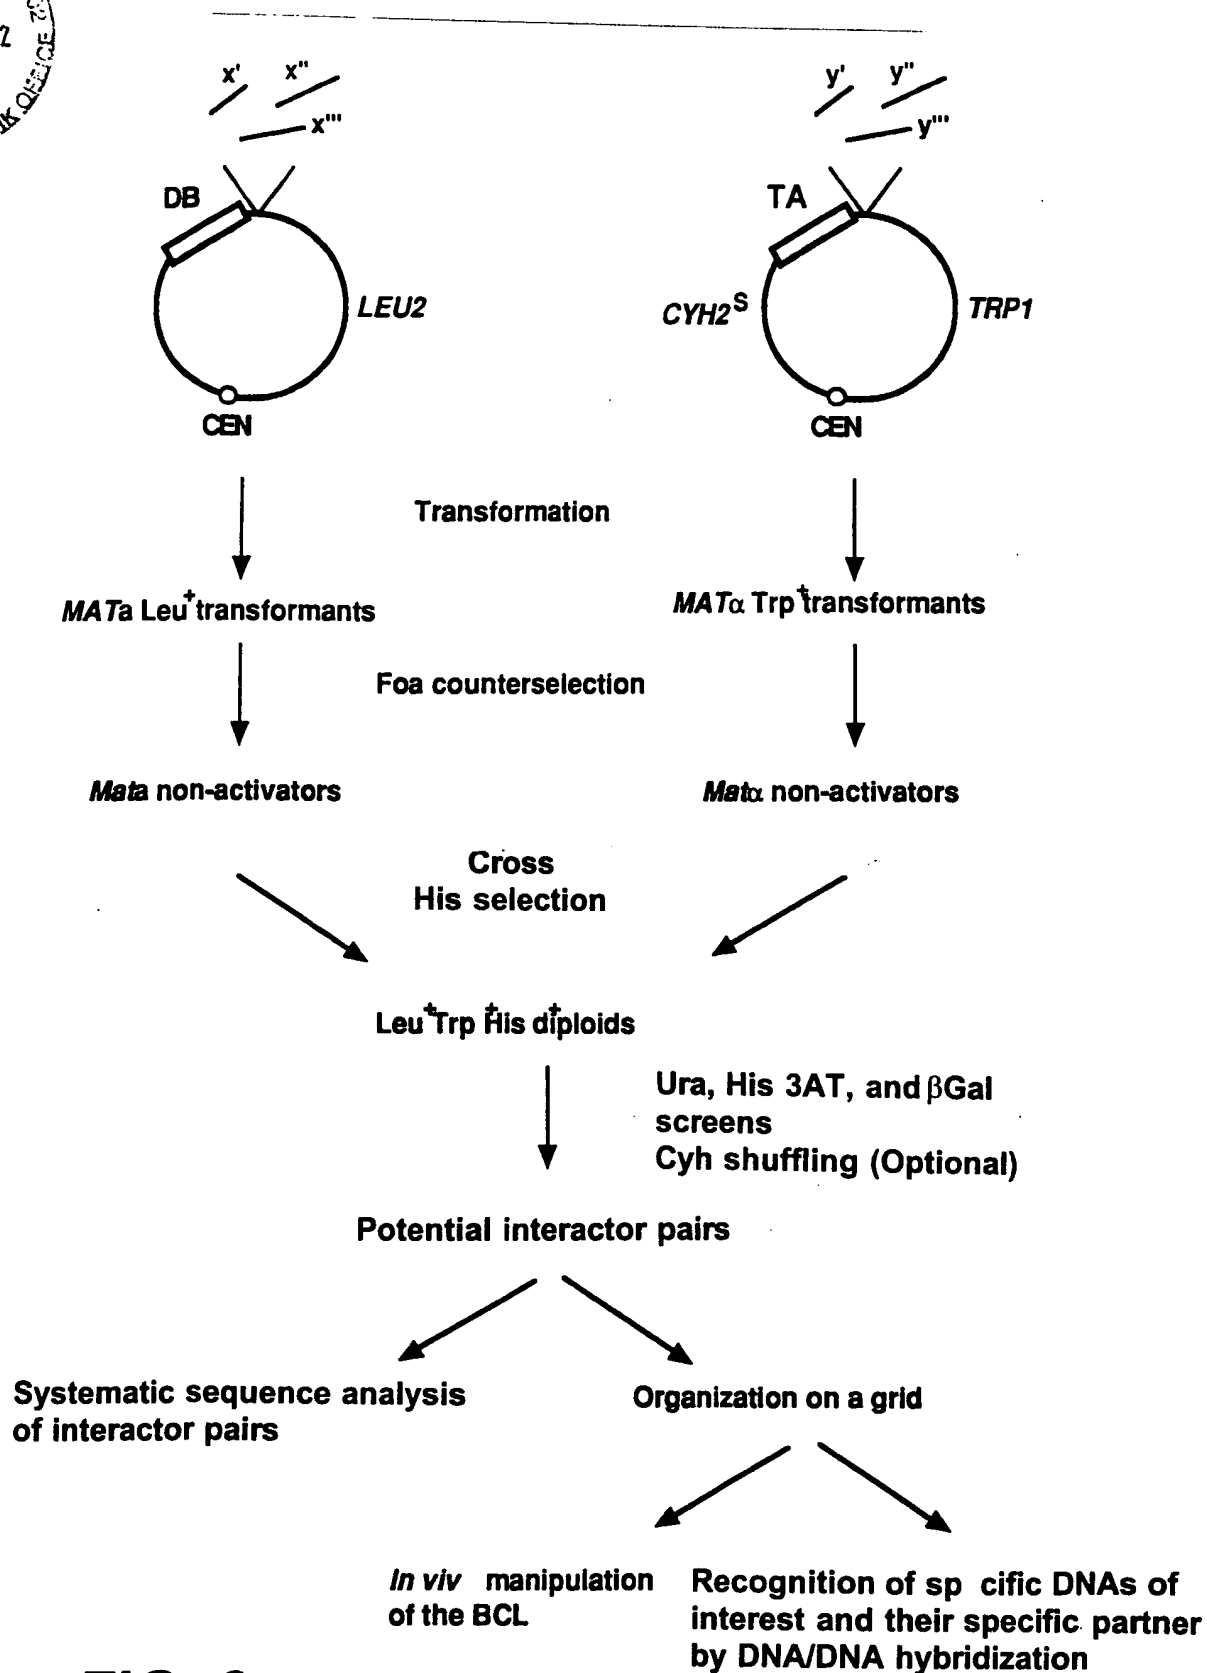 2
OFFICE
x' x'' y' y''
x''' y'''
DB TA
LEU2 CYH2S TRP1
CEN CEN
Transformation
MATa Leu+ transformants MATα Trp+ transformants
Foa counterselection
Mata non-activators Matα non-activators
Cross
His selection
Leu+ Trp+ His+ diploids
Ura, His 3AT, and βGal
screens
Cyh shuffling (Optional)
Potential interactor pairs
Systematic sequence analysis
of interactor pairs
Organization on a grid
In viv manipulation
of the BCL
Recognition of sp cific DNAs of
interest and their specific partner
by DNA/DNA hybridization